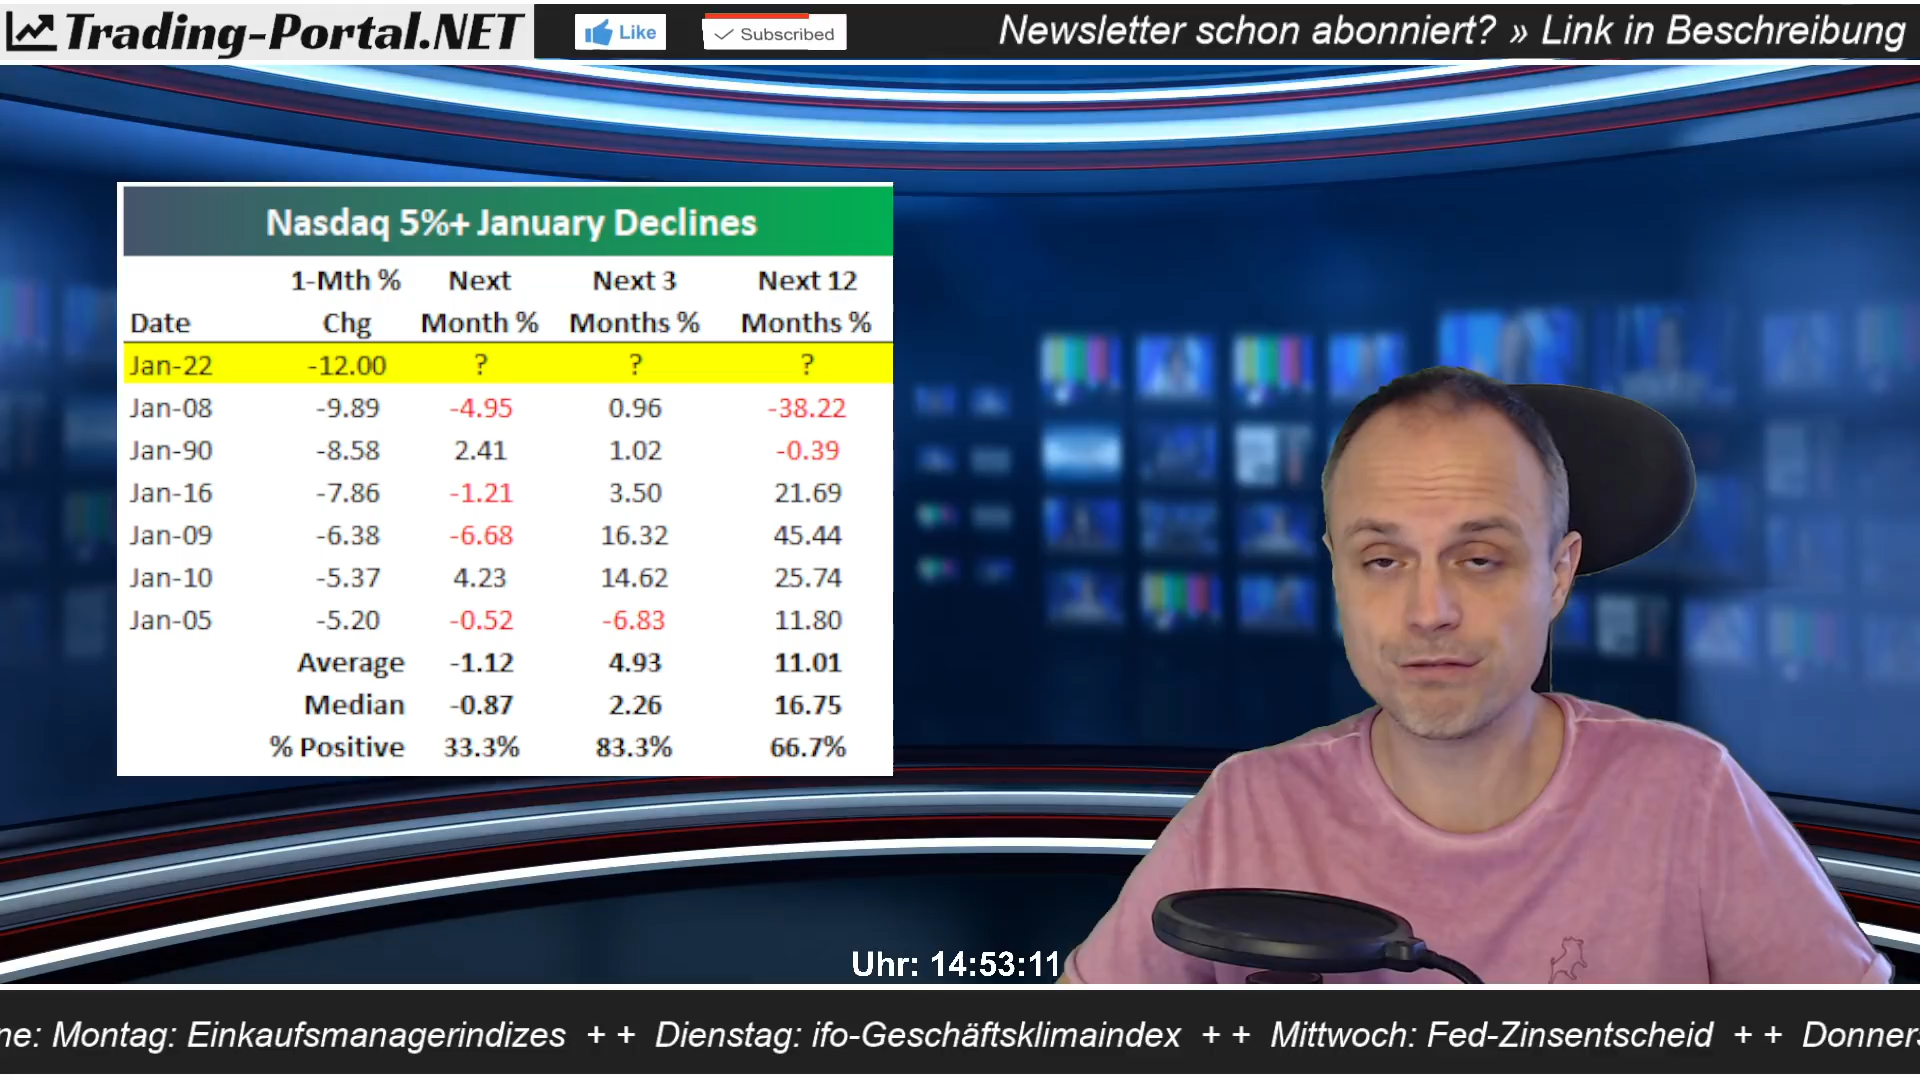 Trading-Portal.NET
Like
Subscribed
Newsletter schon abonniert? » Link in Beschreibung
Nasdaq 5%+ January Declines
1-Mth % Next Next 3 Next 12
Date Chg Month % Months % Months %
Jan-22 -12.00 ? ? ?
Jan-08 -9.89 -4.95 0.96 -38.22
Jan-90 -8.58 2.41 1.02 -0.39
Jan-16 -7.86 -1.21 3.50 21.69
Jan-09 -6.38 -6.68 16.32 45.44
Jan-10 -5.37 4.23 14.62 25.74
Jan-05 -5.20 -0.52 -6.83 11.80
Average -1.12 4.93 11.01
Median -0.87 2.26 16.75
% Positive 33.3% 83.3% 66.7%
Uhr: 14:53:11
ne: Montag: Einkaufsmanagerindizes ++ Dienstag: ifo-Geschäftsklimaindex ++ Mittwoch: Fed-Zinsentscheid ++ Donners